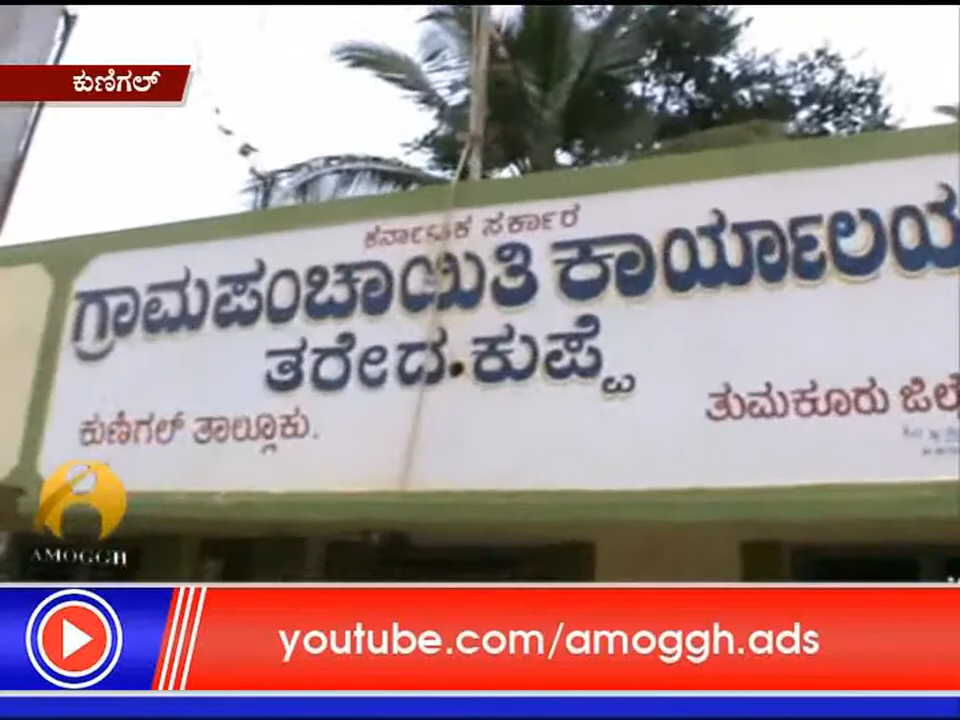 ಕುಣಿಗಲ್
ಕರ್ನಾಟಕ ಸರ್ಕಾರ
ಗ್ರಾಮಪಂಚಾಯಿತಿ ಕಾರ್ಯಾಲಯ
ತರೇದ.ಕುಪ್ಪೆ
ಕುಣಿಗಲ್ ತಾಲ್ಲೂಕು.
ತುಮಕೂರು
AMOGGH
youtube.com/amoggh.ads